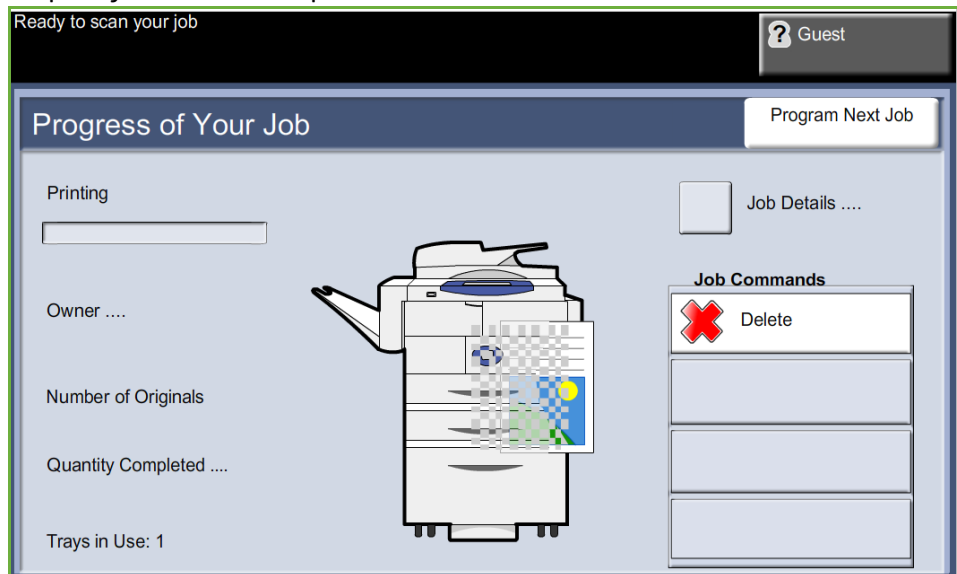 Ready to scan your job
Guest
Progress of Your Job
Program Next Job
Printing
Job Details ....
Job Commands
Owner ....
Delete
Number of Originals
Quantity Completed ....
Trays in Use: 1